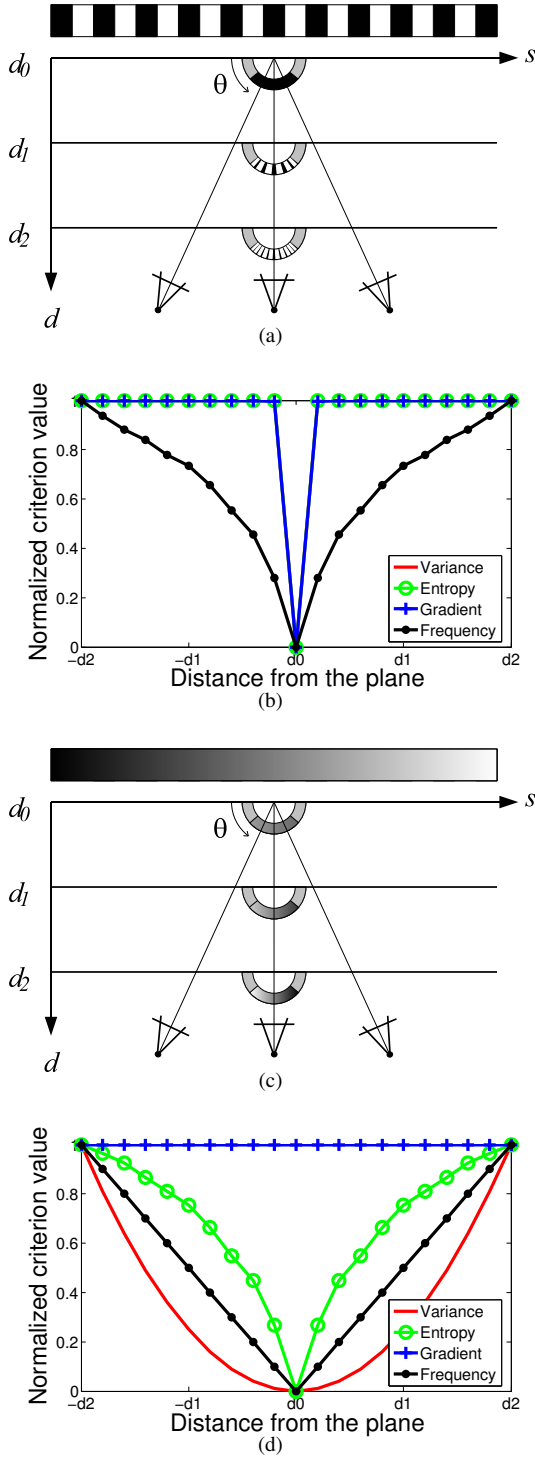 d0
s
θ
d1
d2
d
(a)
Normalized criterion value
1
0.8
0.6
0.4
0.2
0
Variance
Entropy
Gradient
Frequency
−d2
−d1
d0
d1
d2
Distance from the plane
(b)
d0
s
θ
d1
d2
d
(c)
Normalized criterion value
1
0.8
0.6
0.4
0.2
0
Variance
Entropy
Gradient
Frequency
−d2
−d1
d0
d1
d2
Distance from the plane
(d)